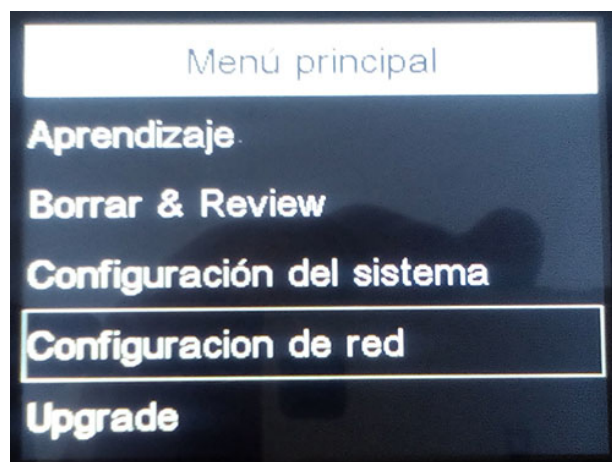 Menú principal
Aprendizaje
Borrar & Review
Configuración del sistema
Configuracion de red
Upgrade